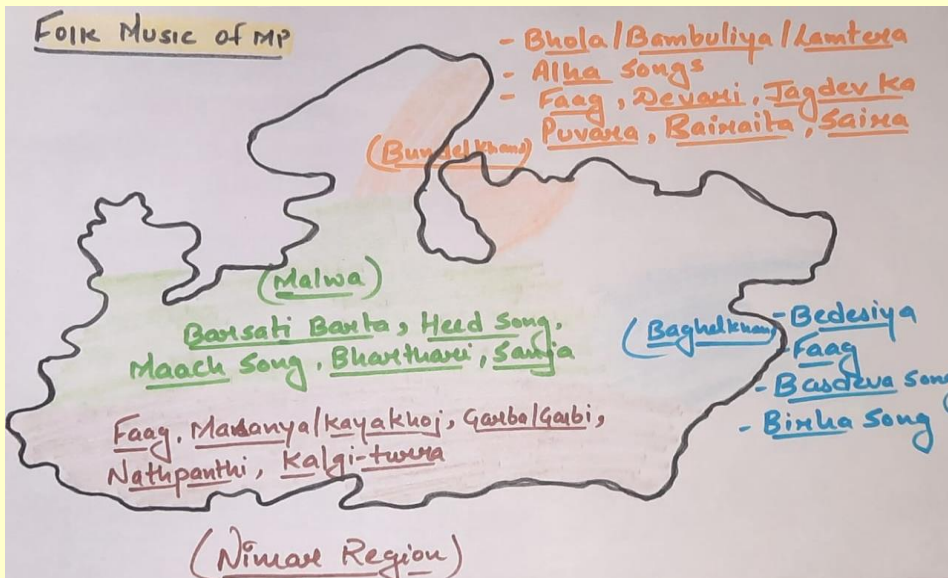 Folk Music of MP
- Bhola/Bambuliya/Lamtera
- Alha Songs
- Faag, Devari, Jagdev ka
Puvara, Bairaita, Saira
(Bundelkhand)
(Malwa)
Barsati Barta, Heed Song,
Maach Song, Bharthari, Sanja
(Baghelkhand)
- Bedesiya
- Faag
- Basdeva Song
- Birha Song
Faag, Masanya/kayakhoj, Garba/Garbi,
Nathpanthi, Kalgi-turra
(Nimar Region)